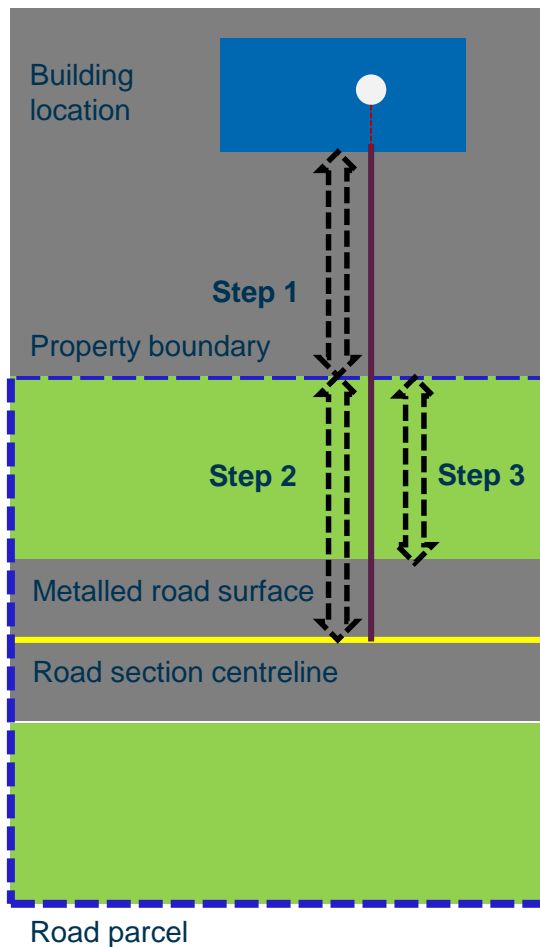 Building
location
Step 1
Property boundary
Step 2
Step 3
Metalled road surface
Road section centreline
Road parcel